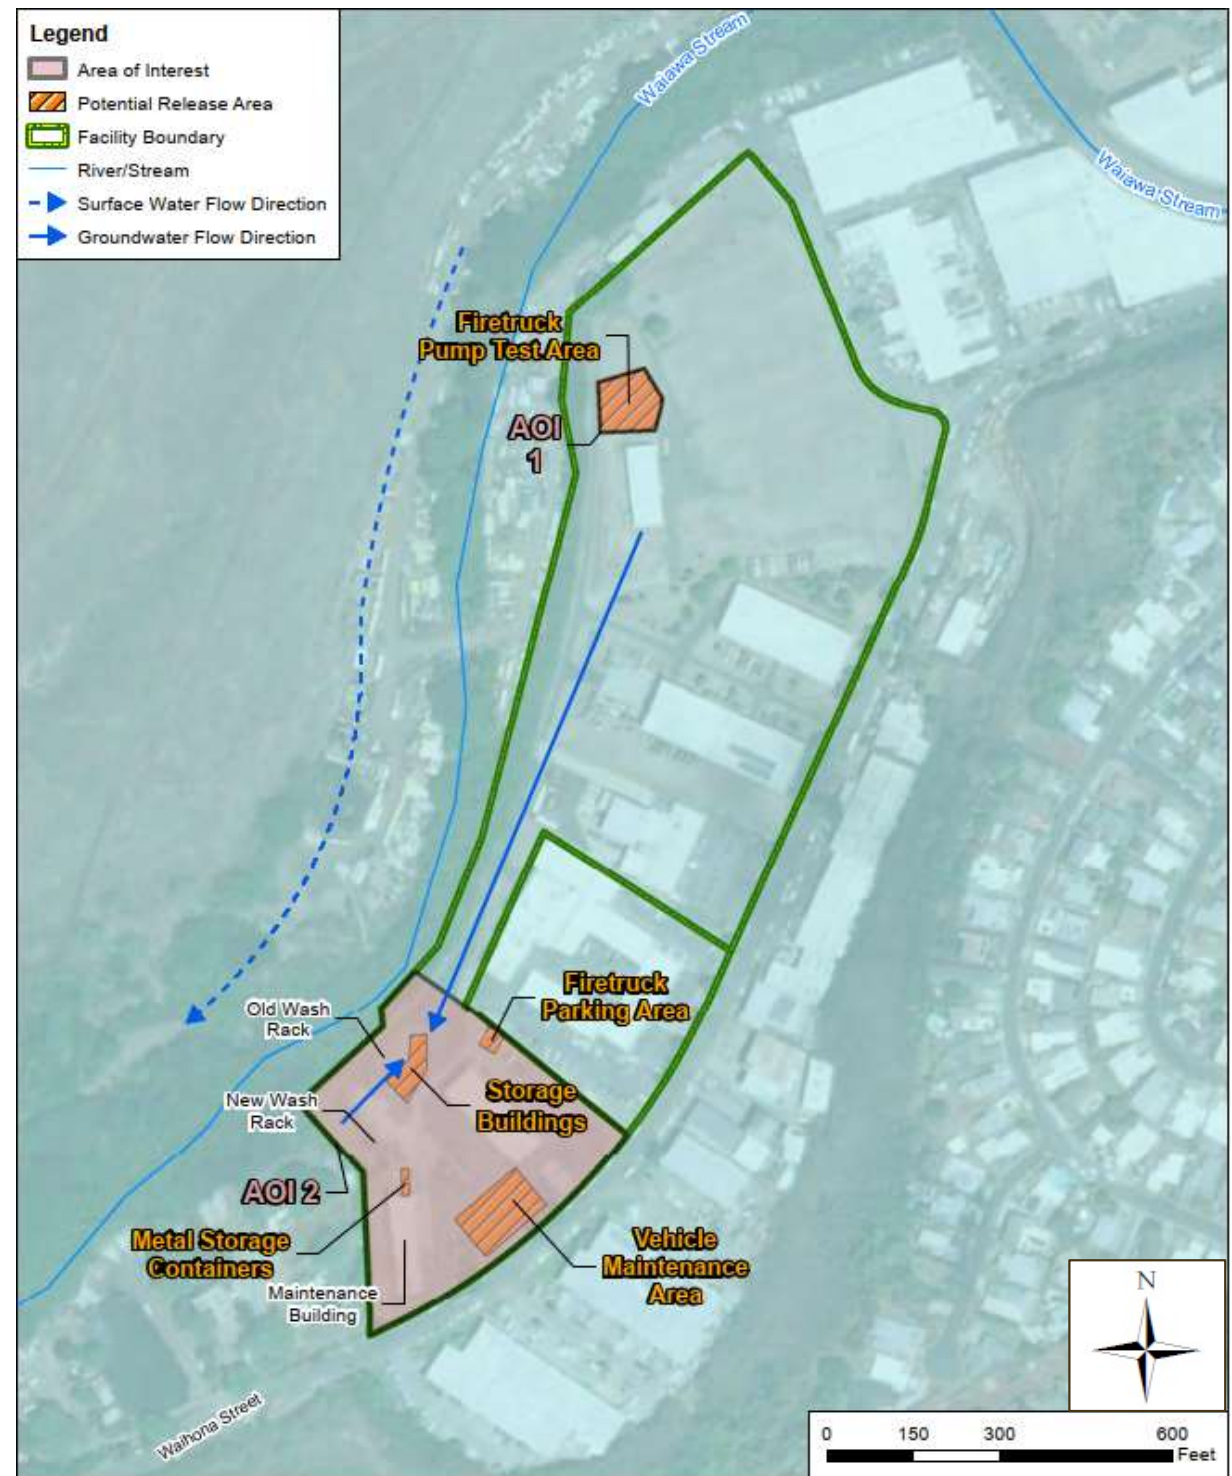 Legend
Area of Interest
Potential Release Area
Facility Boundary
River/Stream
Surface Water Flow Direction
Groundwater Flow Direction
Waiawa Stream
Waiawa Stream
Firetruck
Pump Test Area
AOI
1
Old Wash
Rack
Firetruck
Parking Area
New Wash
Rack
Storage
Buildings
AOI 2
Metal Storage
Containers
Vehicle
Maintenance
Area
Maintenance
Building
Waihona Street
N
0 150 300 600
Feet